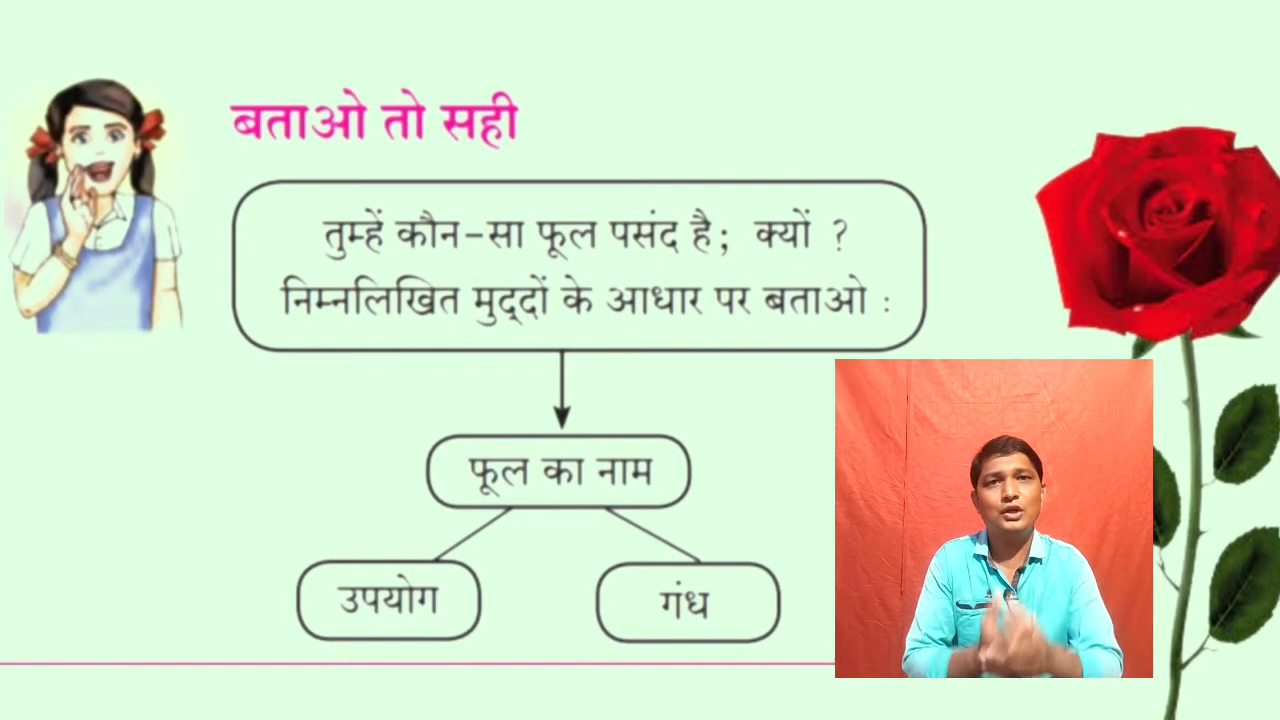 बताओ तो सही
तुम्हें कौन-सा फूल पसंद है; क्यों ?
निम्नलिखित मुद्‌दों के आधार पर बताओ :
फूल का नाम
उपयोग
गंध